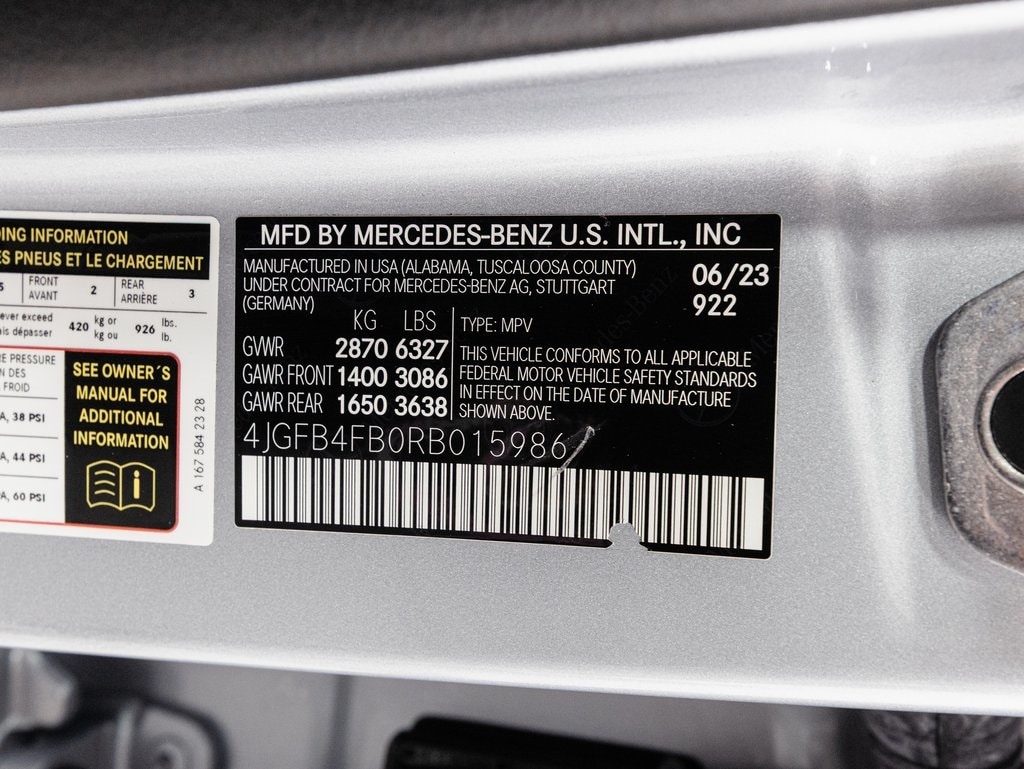 ING INFORMATION
S PNEUS ET LE CHARGEMENT
5 FRONT AVANT 2 REAR ARRIÈRE 3
ever exceed
ais dépasser 420 kg or kg ou 926 lbs. lb.
E PRESSURE
N DES
FROID
A, 38 PSI
A, 44 PSI
A, 60 PSI
SEE OWNER´S
MANUAL FOR
ADDITIONAL
INFORMATION
i
A 167 584 23 28
MFD BY MERCEDES-BENZ U.S. INTL., INC
MANUFACTURED IN USA (ALABAMA, TUSCALOOSA COUNTY)
UNDER CONTRACT FOR MERCEDES-BENZ AG, STUTTGART
(GERMANY)
06/23
922
KG LBS
GVWR 2870 6327
GAWR FRONT 1400 3086
GAWR REAR 1650 3638
TYPE: MPV
THIS VEHICLE CONFORMS TO ALL APPLICABLE
FEDERAL MOTOR VEHICLE SAFETY STANDARDS
IN EFFECT ON THE DATE OF MANUFACTURE
SHOWN ABOVE.
4JGFB4FB0RB015986